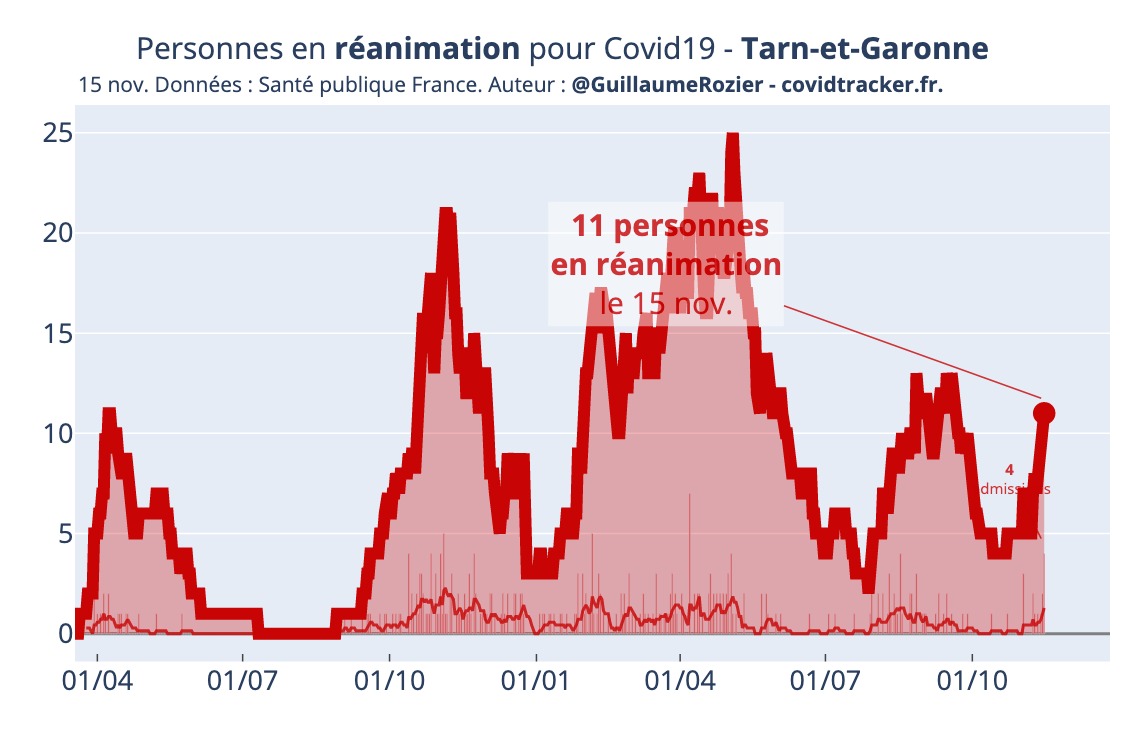 Personnes en réanimation pour Covid19 - Tarn-et-Garonne
15 nov. Données : Santé publique France. Auteur : @GuillaumeRozier - covidtracker.fr.
25
20
15
10
5
0
11 personnes
en réanimation
le 15 nov.
4
01/04
01/07
01/10
01/01
01/04
01/07
01/10